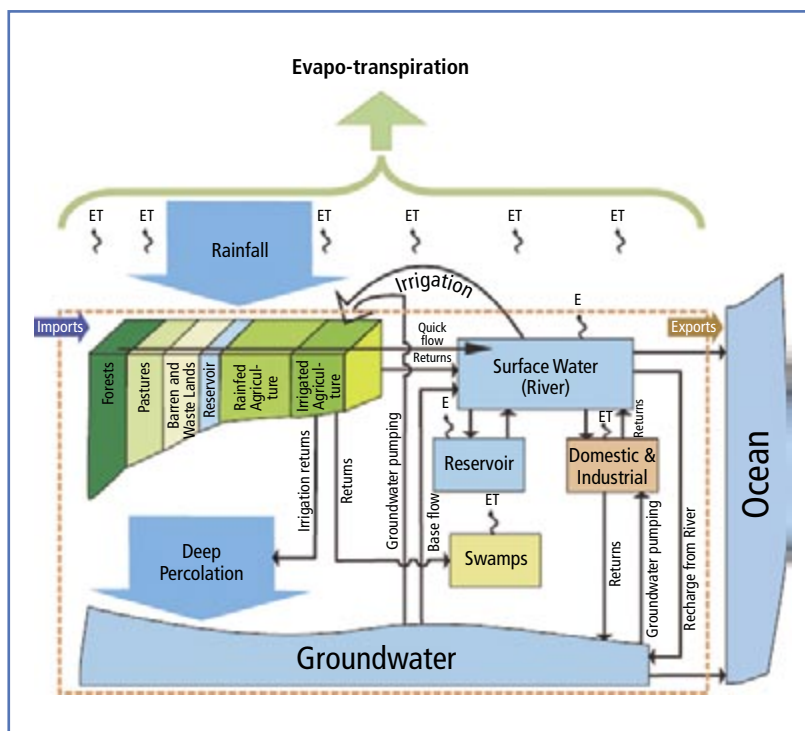 Evapo-transpiration
ET
ET
ET
ET
ET
ET
Rainfall
Irrigation
E
Imports
Exports
Quick
flow
Returns
Surface Water
(River)
Forests
Pastures
Barren and
Waste Lands
Reservoir
Rainfed
Agricul-
ture
Irrigated
Agricul-
ture
E
ET
Returns
Reservoir
Domestic &
Industrial
Irrigation returns
Returns
Groundwater pumping
Base flow
ET
Swamps
Deep
Percolation
Returns
Groundwater pumping
Recharge from River
Ocean
Groundwater